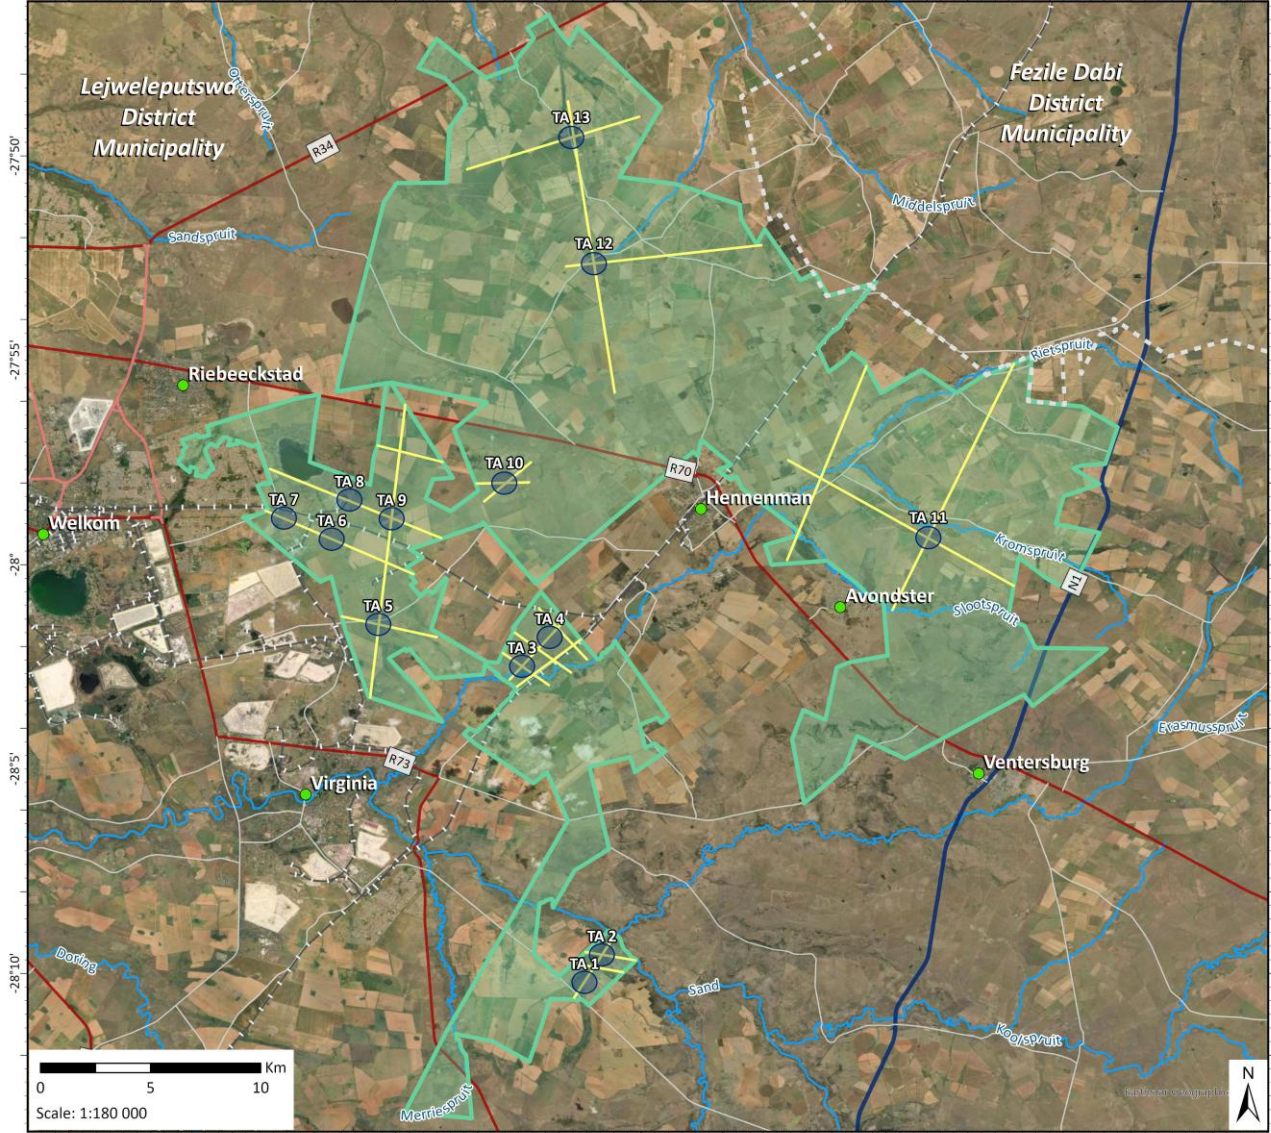 Lejweleputswa
District
Municipality
Fezile Dabi
District
Municipality
Otterspruit
R34
TA 13
-27°50'
Sandspruit
Middelspruit
TA 12
-27°55'
Rietspruit
Riebeeckstad
R70
TA 10
TA 8
TA 7
TA 9
TA 6
Hennenman
Welkom
TA 11
Kromspruit
-28°
N1
Avondster
Slootspruit
TA 5
TA 4
TA 3
Erasmusspruit
R73
-28°5'
Virginia
Ventersburg
TA 2
TA 1
Doring
-28°10'
Sand
Koolspruit
Merriespruit
Km
0 5 10
Scale: 1:180 000
Earthstar Geographics
N